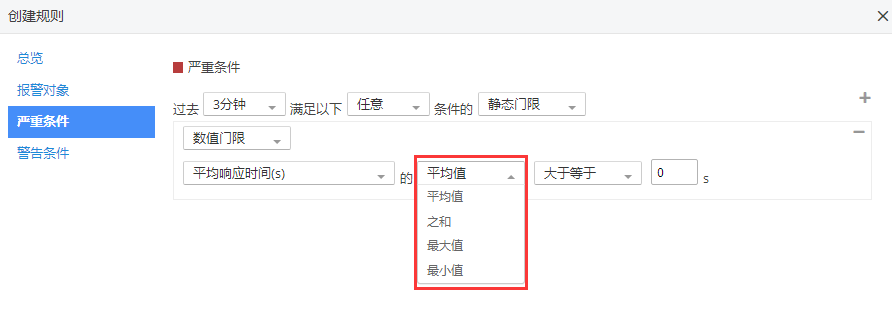 创建规则
总览
报警对象
严重条件
警告条件
严重条件
过去 3分钟 满足以下 任意 条件的 静态门限
数值门限
平均响应时间(s) 的 平均值 大于等于 0 s
平均值
之和
最大值
最小值